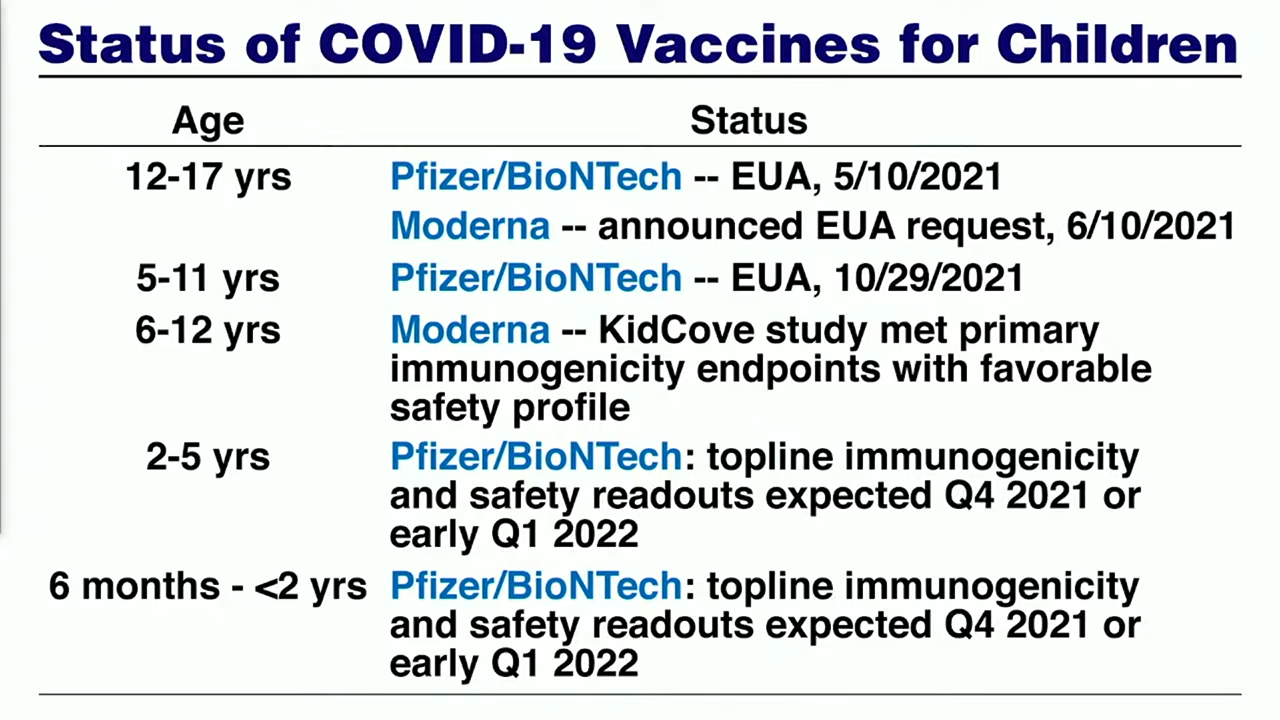 Status of COVID-19 Vaccines for Children
Age Status
12-17 yrs Pfizer/BioNTech -- EUA, 5/10/2021
Moderna -- announced EUA request, 6/10/2021
5-11 yrs Pfizer/BioNTech -- EUA, 10/29/2021
6-12 yrs Moderna -- KidCove study met primary
immunogenicity endpoints with favorable
safety profile
2-5 yrs Pfizer/BioNTech: topline immunogenicity
and safety readouts expected Q4 2021 or
early Q1 2022
6 months - <2 yrs Pfizer/BioNTech: topline immunogenicity
and safety readouts expected Q4 2021 or
early Q1 2022